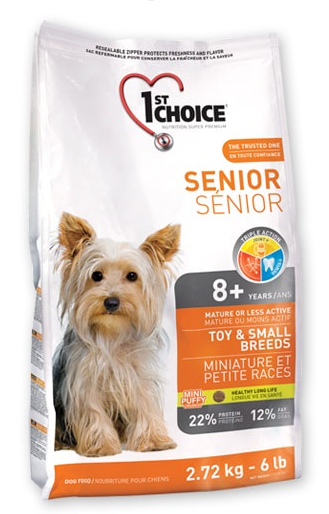 RESEALABLE ZIPPER PROTECTS FRESHNESS AND FLAVOR
SAC REFERMABLE POUR CONSERVER LA FRAÎCHEUR ET LA SAVEUR
1ST
CHOICE
NUTRITION SUPER PREMIUM
THE TRUSTED ONE
EN TOUTE CONFIANCE
SENIOR
SÉNIOR
TRIPLE ACTION
8+ YEARS/ANS
MATURE OR LESS ACTIVE
MATURE OU MOINS ACTIF
TOY & SMALL
BREEDS
MINIATURE ET
PETITE RACES
MINI
PUFFY
HEALTHY LONG LIFE
LONGUE VIE EN SANTÉ
22% PROTEIN
PROTÉINE
12% FAT
2.72 kg - 6 lb
DOG FOOD / NOURRITURE POUR CHIENS